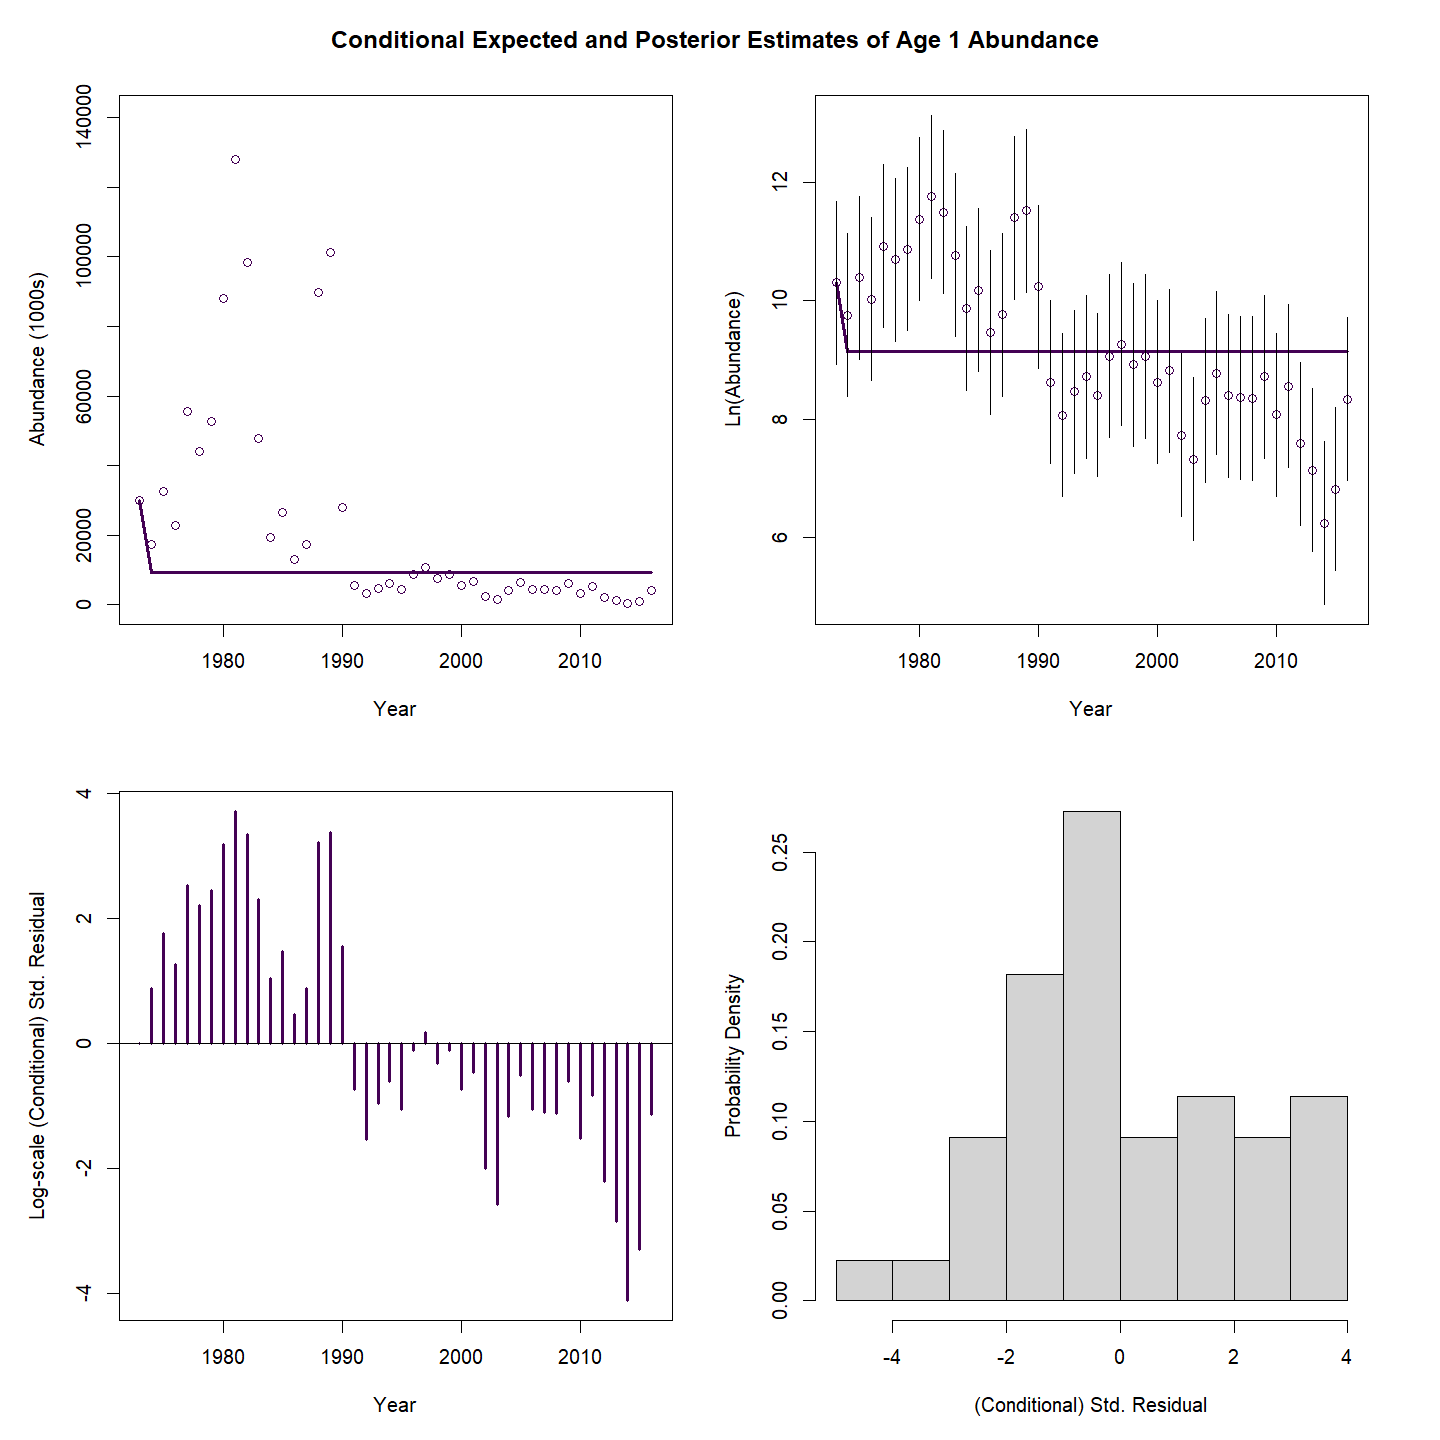 Conditional Expected and Posterior Estimates of Age 1 Abundance
Abundance (1000s)
140000
100000
60000
20000
0
1980 1990 2000 2010
Year
Ln(Abundance)
12
10
8
6
1980 1990 2000 2010
Year
Log-scale (Conditional) Std. Residual
4
2
0
-2
-4
1980 1990 2000 2010
Year
Probability Density
0.25
0.20
0.15
0.10
0.05
0.00
-4 -2 0 2 4
(Conditional) Std. Residual